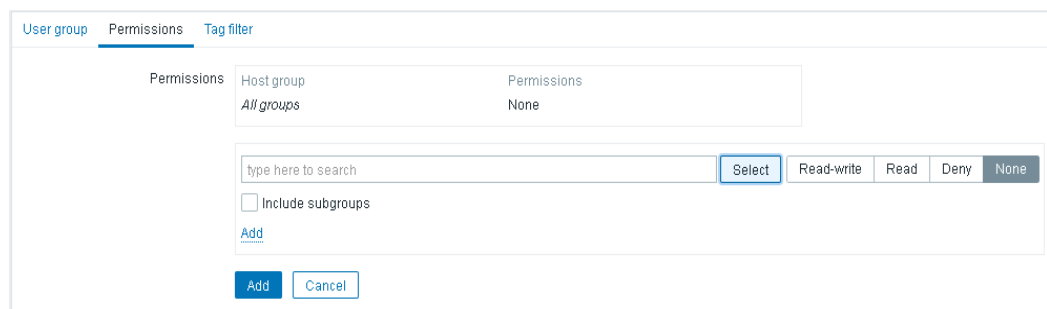 User group Permissions Tag filter
Permissions Host group Permissions
All groups None
type here to search Select Read-write Read Deny None
Include subgroups
Add
Add Cancel